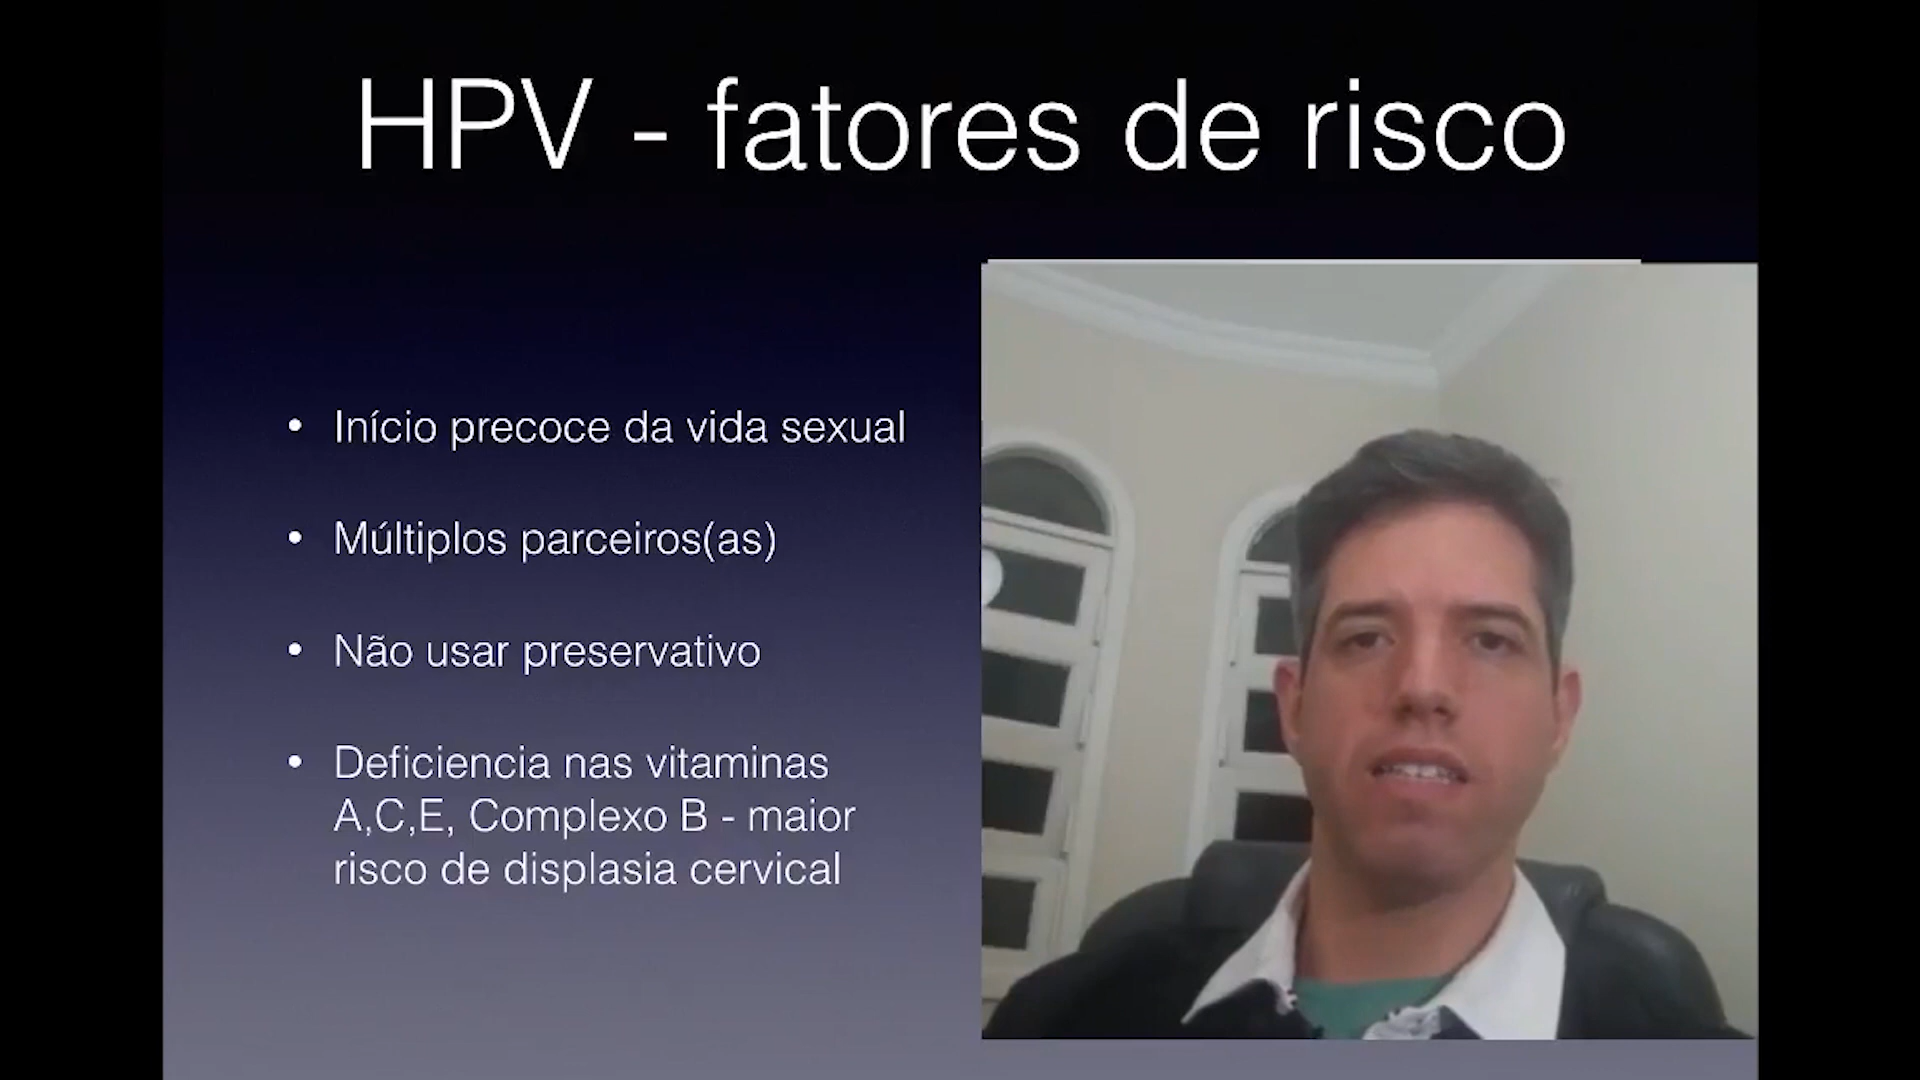 HPV - fatores de risco
• Início precoce da vida sexual
• Múltiplos parceiros(as)
• Não usar preservativo
• Deficiencia nas vitaminas
A,C,E, Complexo B - maior
risco de displasia cervical